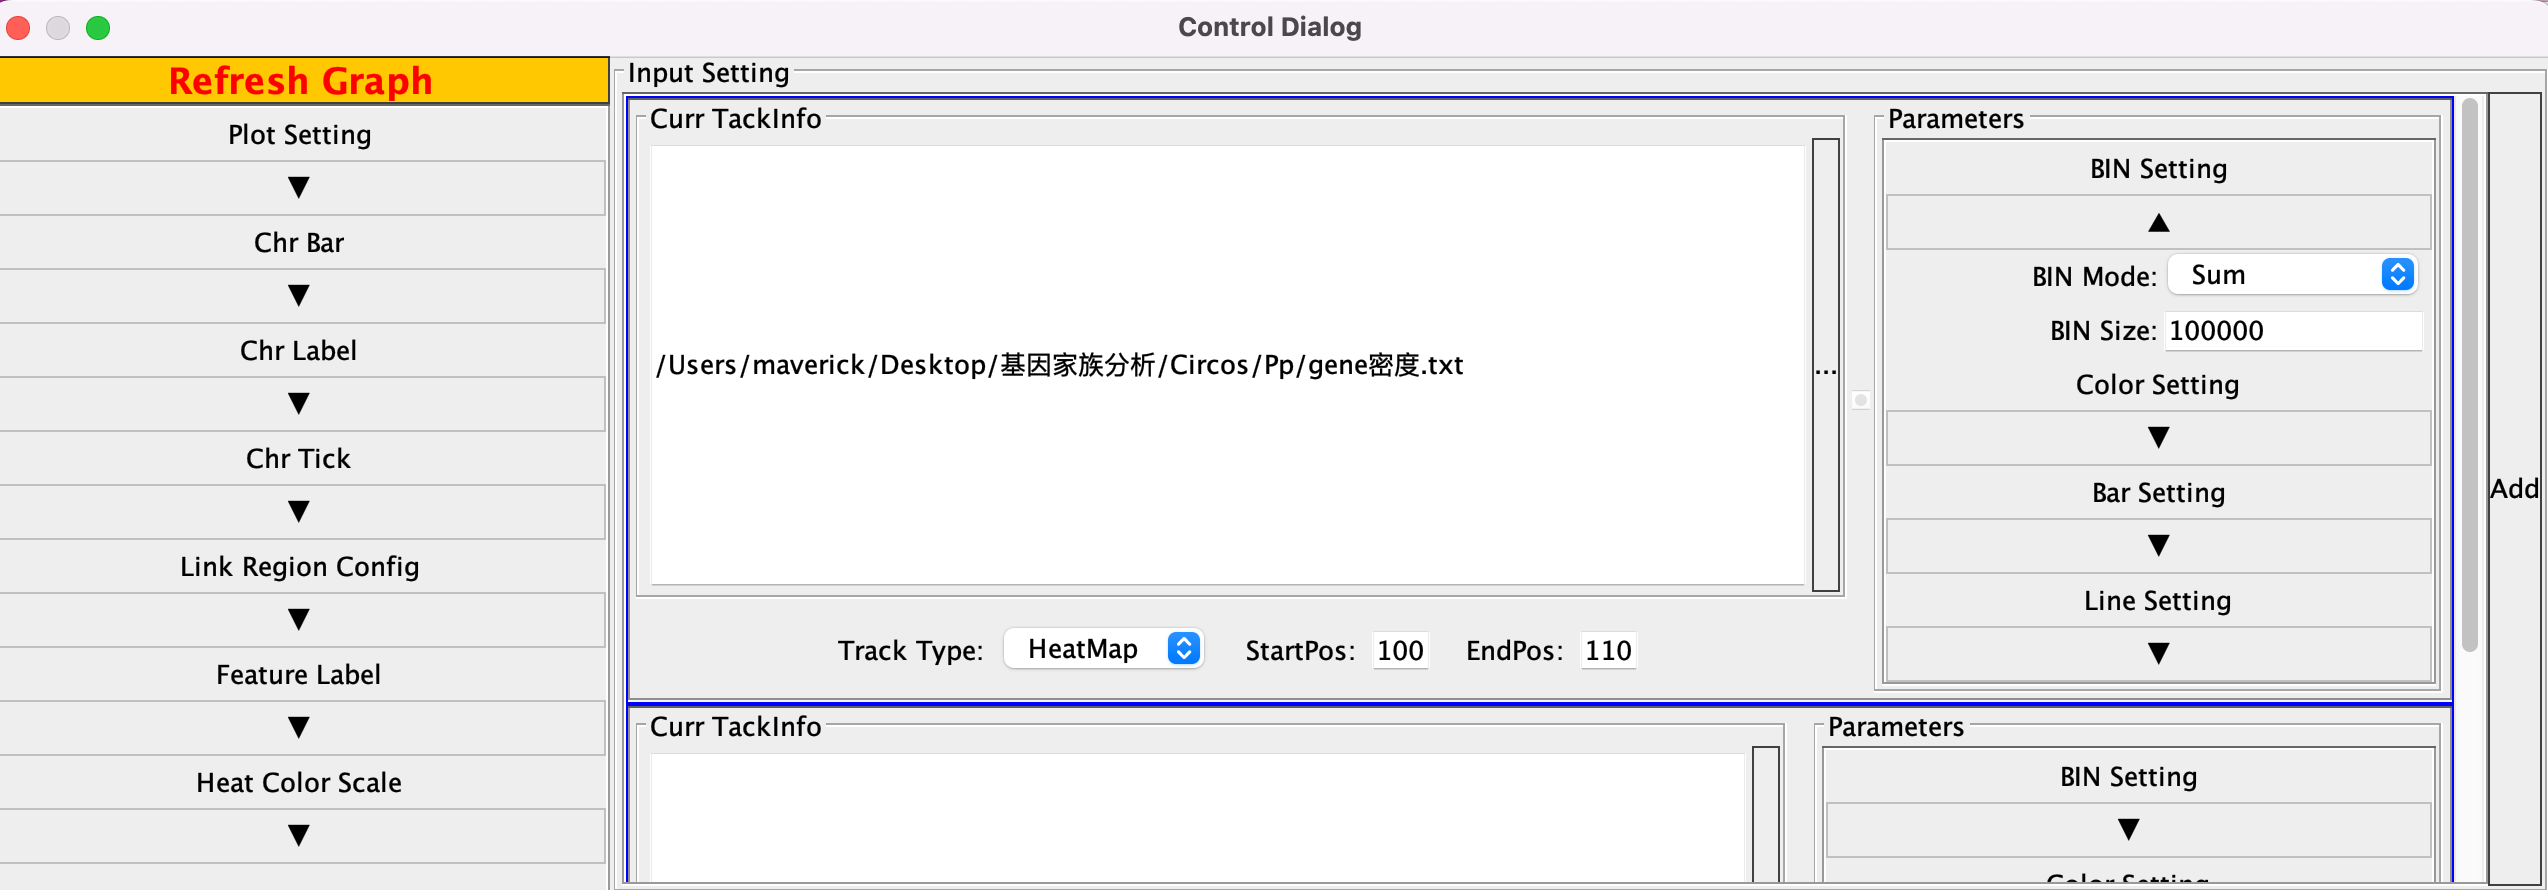 Control Dialog
Refresh Graph
Plot Setting
▼
Chr Bar
▼
Chr Label
▼
Chr Tick
▼
Link Region Config
▼
Feature Label
▼
Heat Color Scale
▼
Input Setting
Curr TackInfo
/Users/maverick/Desktop/基因家族分析/Circos/Pp/gene密度.txt
...
Track Type: HeatMap StartPos: 100 EndPos: 110
Parameters
BIN Setting
▲
BIN Mode: Sum
BIN Size: 100000
Color Setting
▼
Bar Setting
▼
Line Setting
▼
Add
Curr TackInfo
Parameters
BIN Setting
▼
Color Setting